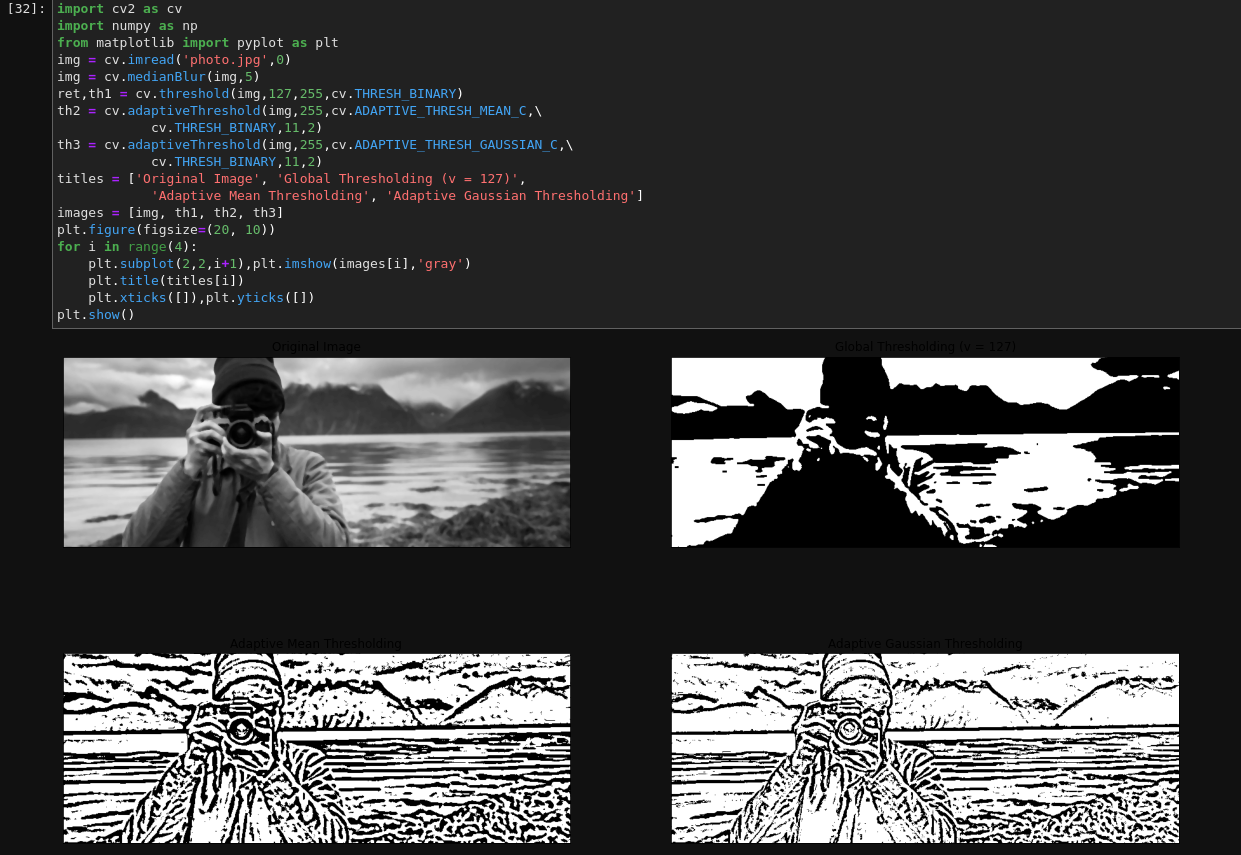 [32]:
import cv2 as cv
import numpy as np
from matplotlib import pyplot as plt
img = cv.imread('photo.jpg',0)
img = cv.medianBlur(img,5)
ret,th1 = cv.threshold(img,127,255,cv.THRESH_BINARY)
th2 = cv.adaptiveThreshold(img,255,cv.ADAPTIVE_THRESH_MEAN_C,\
            cv.THRESH_BINARY,11,2)
th3 = cv.adaptiveThreshold(img,255,cv.ADAPTIVE_THRESH_GAUSSIAN_C,\
            cv.THRESH_BINARY,11,2)
titles = ['Original Image', 'Global Thresholding (v = 127)',
            'Adaptive Mean Thresholding', 'Adaptive Gaussian Thresholding']
images = [img, th1, th2, th3]
plt.figure(figsize=(20, 10))
for i in range(4):
    plt.subplot(2,2,i+1),plt.imshow(images[i],'gray')
    plt.title(titles[i])
    plt.xticks([]),plt.yticks([])
plt.show()
Original Image
Global Thresholding (v = 127)
Adaptive Mean Thresholding
Adaptive Gaussian Thresholding